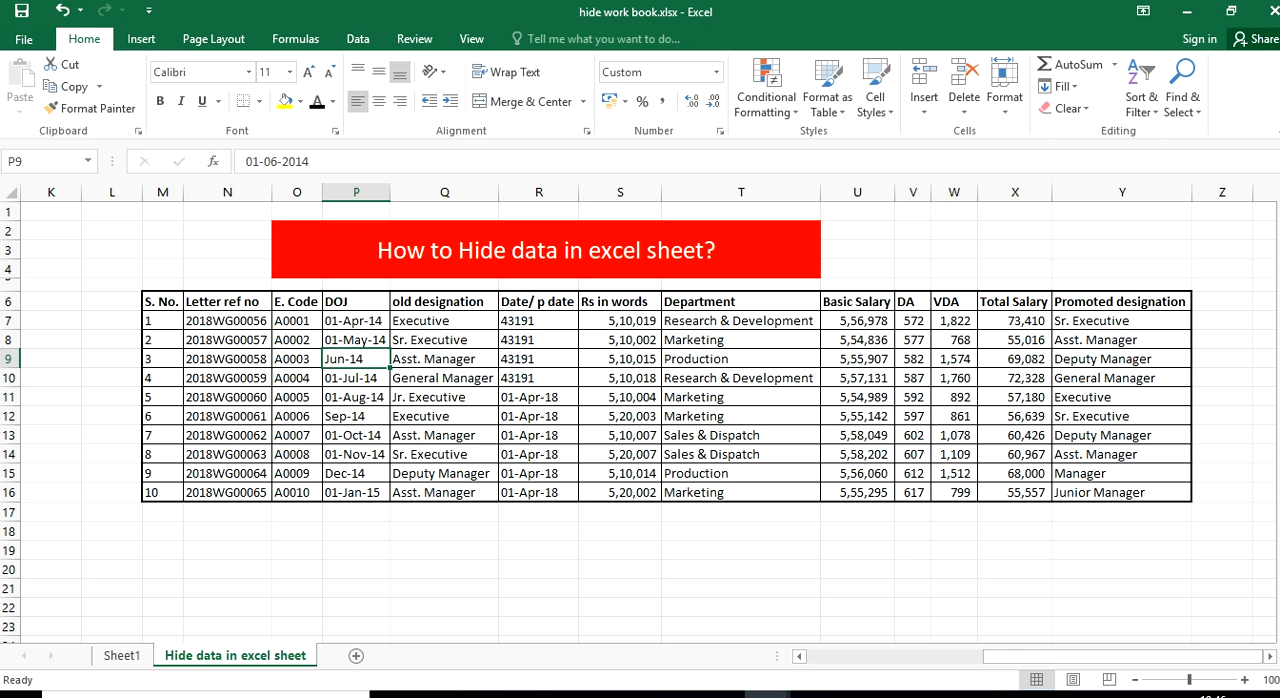 hide work book.xlsx - Excel
File Home Insert Page Layout Formulas Data Review View Tell me what you want to do... Sign in Share
Paste Cut Copy Format Painter Clipboard
Calibri 11 B I U A Font
Wrap Text Merge & Center Alignment
Custom % , Number
Conditional Formatting Format as Table Cell Styles Styles
Insert Delete Format Cells
AutoSum Fill Clear Sort & Filter Find & Select Editing
P9 fx 01-06-2014
K L M N O P Q R S T U V W X Y Z
1
2
3 How to Hide data in excel sheet?
4
6 S. No. Letter ref no E. Code DOJ old designation Date/ p date Rs in words Department Basic Salary DA VDA Total Salary Promoted designation
7 1 2018WG00056 A0001 01-Apr-14 Executive 43191 5,10,019 Research & Development 5,56,978 572 1,822 73,410 Sr. Executive
8 2 2018WG00057 A0002 01-May-14 Sr. Executive 43191 5,10,002 Marketing 5,54,836 577 768 55,016 Asst. Manager
9 3 2018WG00058 A0003 Jun-14 Asst. Manager 43191 5,10,015 Production 5,55,907 582 1,574 69,082 Deputy Manager
10 4 2018WG00059 A0004 01-Jul-14 General Manager 43191 5,10,018 Research & Development 5,57,131 587 1,760 72,328 General Manager
11 5 2018WG00060 A0005 01-Aug-14 Jr. Executive 01-Apr-18 5,10,004 Marketing 5,54,989 592 892 57,180 Executive
12 6 2018WG00061 A0006 Sep-14 Executive 01-Apr-18 5,20,003 Marketing 5,55,142 597 861 56,639 Sr. Executive
13 7 2018WG00062 A0007 01-Oct-14 Asst. Manager 01-Apr-18 5,10,007 Sales & Dispatch 5,58,049 602 1,078 60,426 Deputy Manager
14 8 2018WG00063 A0008 01-Nov-14 Sr. Executive 01-Apr-18 5,20,007 Sales & Dispatch 5,58,202 607 1,109 60,967 Asst. Manager
15 9 2018WG00064 A0009 Dec-14 Deputy Manager 01-Apr-18 5,10,014 Production 5,56,060 612 1,512 68,000 Manager
16 10 2018WG00065 A0010 01-Jan-15 Asst. Manager 01-Apr-18 5,20,002 Marketing 5,55,295 617 799 55,557 Junior Manager
17
18
19
20
21
22
23
Sheet1 Hide data in excel sheet
Ready 100